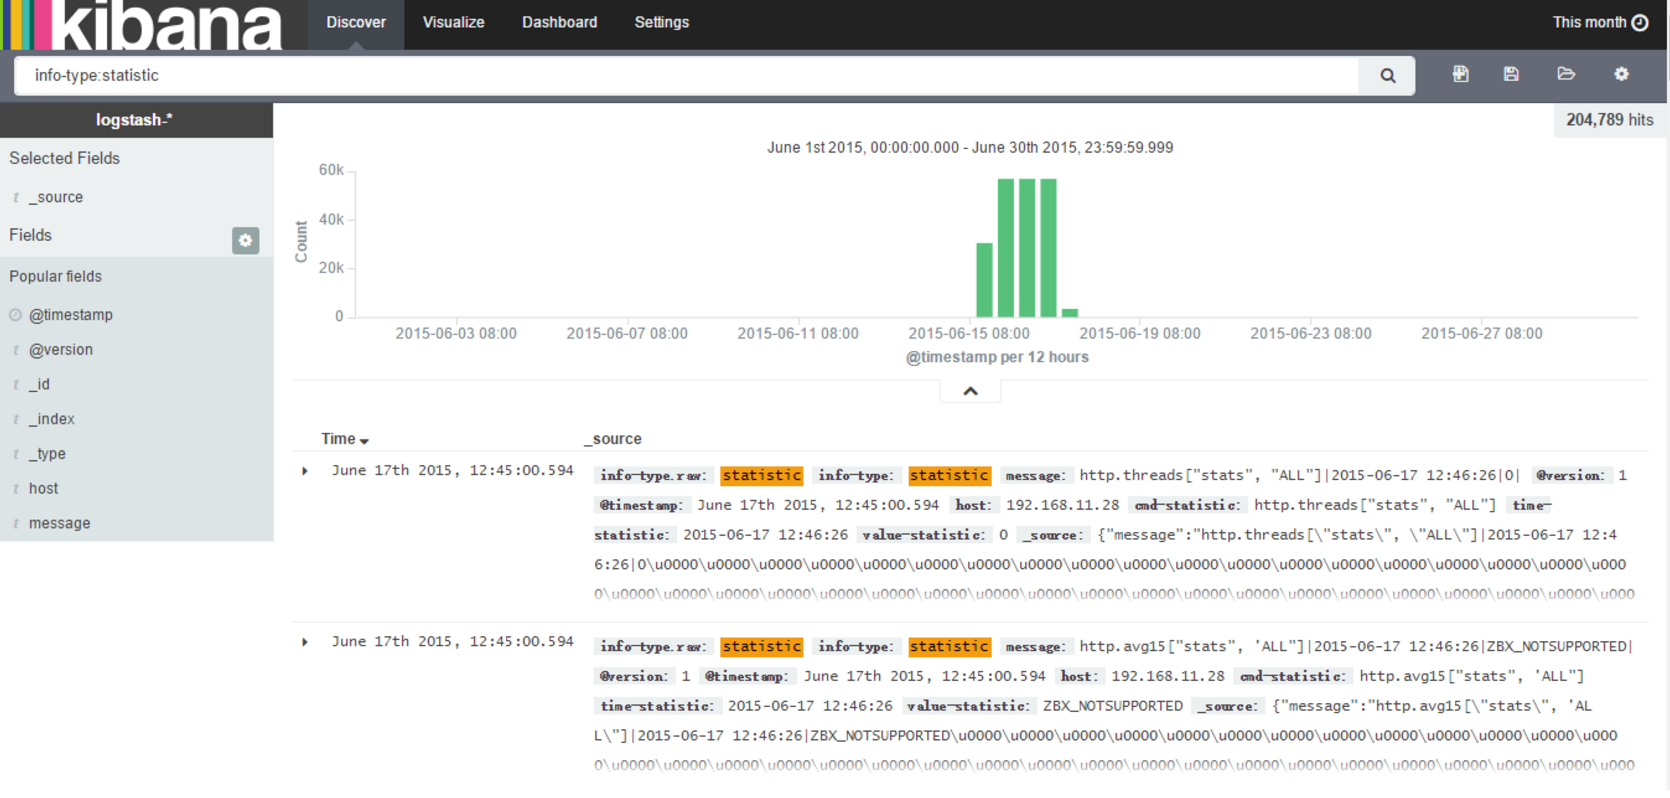 kibana
Discover Visualize Dashboard Settings
This month
info-type:statistic
logstash-*
204,789 hits
Selected Fields
_source
Fields
Popular fields
@timestamp
@version
_id
_index
_type
host
message
June 1st 2015, 00:00:00.000 - June 30th 2015, 23:59:59.999
60k
40k
20k
0
Count
2015-06-03 08:00 2015-06-07 08:00 2015-06-11 08:00 2015-06-15 08:00 2015-06-19 08:00 2015-06-23 08:00 2015-06-27 08:00
@timestamp per 12 hours
Time _source
June 17th 2015, 12:45:00.594 info-type.raw: statistic info-type: statistic message: http.threads["stats", "ALL"]|2015-06-17 12:46:26|0| @version: 1
@timestamp: June 17th 2015, 12:45:00.594 host: 192.168.11.28 cmd-statistic: http.threads["stats", "ALL"] time-
statistic: 2015-06-17 12:46:26 value-statistic: 0 _source: {"message":"http.threads[\"stats\", \"ALL\"]|2015-06-17 12:4
6:26|0\u0000\u0000\u0000\u0000\u0000\u0000\u0000\u0000\u0000\u0000\u0000\u0000\u0000\u0000\u0000\u0000\u0000\u000
0\u0000\u0000\u0000\u0000\u0000\u0000\u0000\u0000\u0000\u0000\u0000\u0000\u0000\u0000\u0000\u0000\u0000\u0000\u000
June 17th 2015, 12:45:00.594 info-type.raw: statistic info-type: statistic message: http.avg15["stats", 'ALL"]|2015-06-17 12:46:26|ZBX_NOTSUPPORTED|
@version: 1 @timestamp: June 17th 2015, 12:45:00.594 host: 192.168.11.28 cmd-statistic: http.avg15["stats", 'ALL"]
time-statistic: 2015-06-17 12:46:26 value-statistic: ZBX_NOTSUPPORTED _source: {"message":"http.avg15[\"stats\", 'AL
L\"]|2015-06-17 12:46:26|ZBX_NOTSUPPORTED\u0000\u0000\u0000\u0000\u0000\u0000\u0000\u0000\u0000\u0000\u0000\u000
0\u0000\u0000\u0000\u0000\u0000\u0000\u0000\u0000\u0000\u0000\u0000\u0000\u0000\u0000\u0000\u0000\u0000\u0000\u000